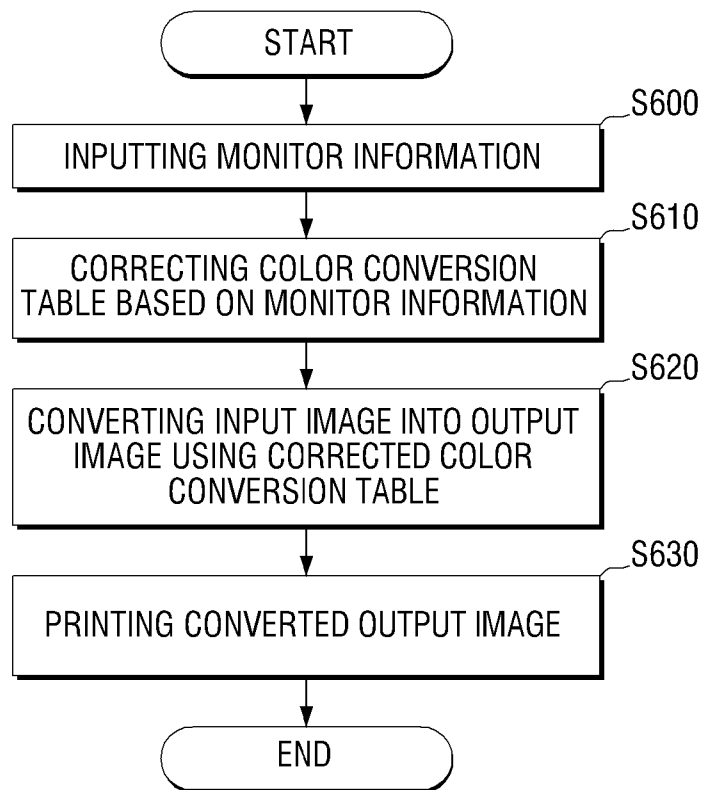 START
S600
INPUTTING MONITOR INFORMATION
S610
CORRECTING COLOR CONVERSION
TABLE BASED ON MONITOR INFORMATION
S620
CONVERTING INPUT IMAGE INTO OUTPUT
IMAGE USING CORRECTED COLOR
CONVERSION TABLE
S630
PRINTING CONVERTED OUTPUT IMAGE
END